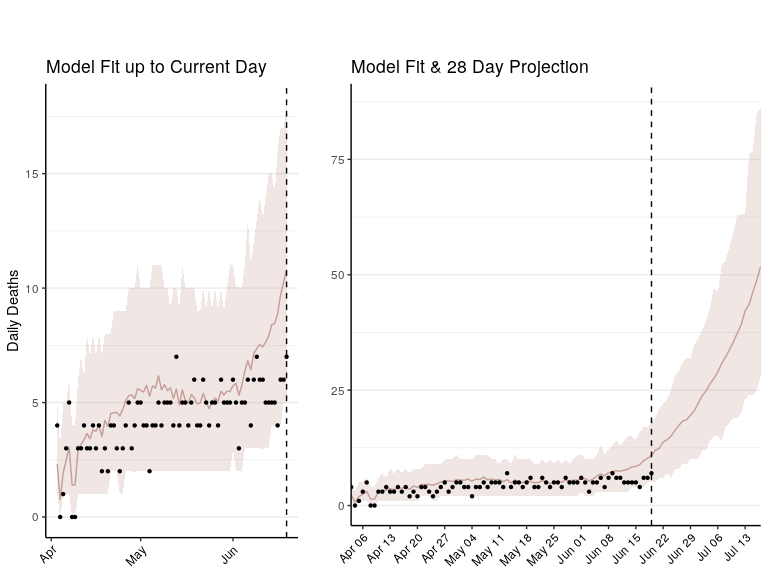 Model Fit up to Current Day
Daily Deaths
15
10
5
0
Apr
May
Jun
Model Fit & 28 Day Projection
75
50
25
0
Apr 06
Apr 13
Apr 20
Apr 27
May 04
May 11
May 18
May 25
Jun 01
Jun 08
Jun 15
Jun 22
Jun 29
Jul 06
Jul 13